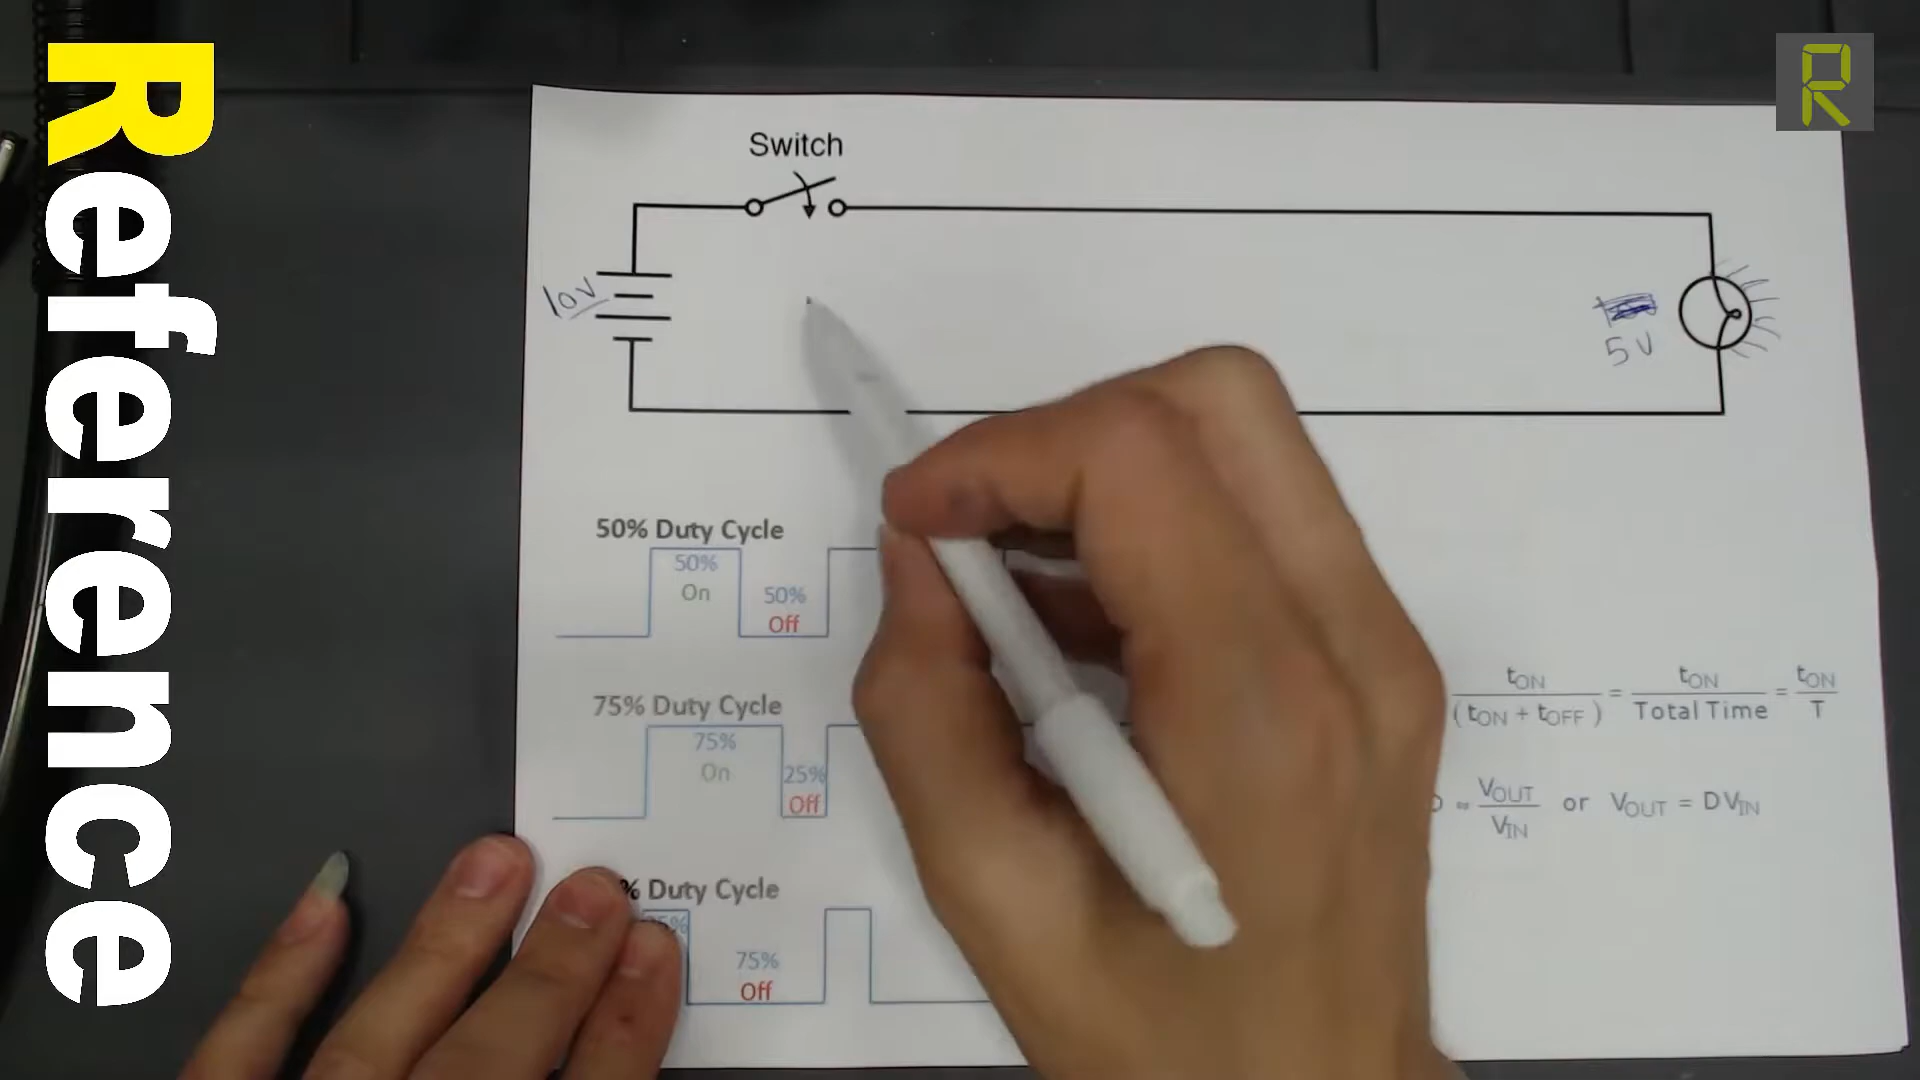 Reference
R
Switch
10V
5V
50% Duty Cycle
50%
On
50%
Off
75% Duty Cycle
75%
On
25%
Off
% Duty Cycle
75%
Off
tON / (tON + tOFF) = tON / Total Time = tON / T
= VOUT / VIN or VOUT = DVIN